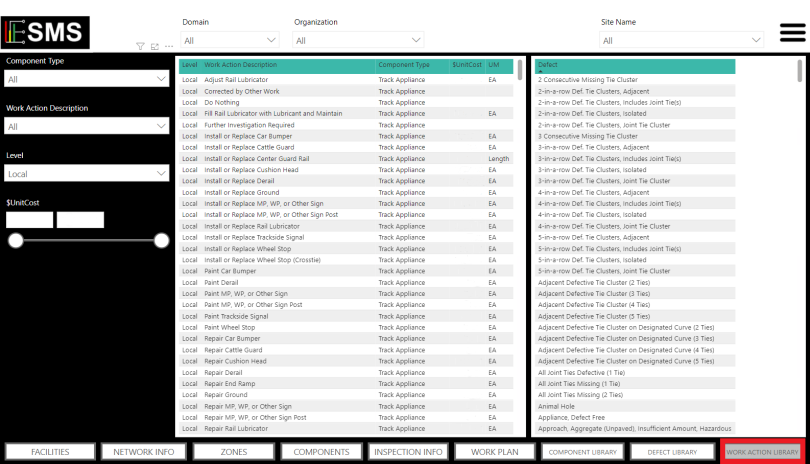 SMS
Domain
All
Organization
All
Site Name
All
Component Type
All
Work Action Description
All
Level
Local
$UnitCost
Level Work Action Description Component Type $UnitCost UM
Local Adjust Rail Lubricator Track Appliance EA
Local Corrected by Other Work Track Appliance
Local Do Nothing Track Appliance
Local Fill Rail Lubricator with Lubricant and Maintain Track Appliance EA
Local Further Investigation Required Track Appliance
Local Install or Replace Car Bumper Track Appliance EA
Local Install or Replace Cattle Guard Track Appliance EA
Local Install or Replace Center Guard Rail Track Appliance Length
Local Install or Replace Cushion Head Track Appliance EA
Local Install or Replace Derail Track Appliance EA
Local Install or Replace Ground Track Appliance EA
Local Install or Replace MP, WP, or Other Sign Track Appliance EA
Local Install or Replace MP, WP, or Other Sign Post Track Appliance EA
Local Install or Replace Rail Lubricator Track Appliance EA
Local Install or Replace Trackside Signal Track Appliance EA
Local Install or Replace Wheel Stop Track Appliance EA
Local Install or Replace Wheel Stop (Crosstie) Track Appliance EA
Local Paint Car Bumper Track Appliance EA
Local Paint Derail Track Appliance EA
Local Paint MP, WP, or Other Sign Track Appliance EA
Local Paint MP, WP, or Other Sign Post Track Appliance EA
Local Paint Trackside Signal Track Appliance EA
Local Paint Wheel Stop Track Appliance EA
Local Repair Car Bumper Track Appliance EA
Local Repair Cattle Guard Track Appliance EA
Local Repair Cushion Head Track Appliance EA
Local Repair Derail Track Appliance EA
Local Repair End Ramp Track Appliance EA
Local Repair Ground Track Appliance EA
Local Repair MP, WP, or Other Sign Track Appliance EA
Local Repair MP, WP, or Other Sign Post Track Appliance EA
Local Repair Rail Lubricator Track Appliance EA
Defect
2 Consecutive Missing Tie Cluster
2-in-a-row Def. Tie Clusters, Adjacent
2-in-a-row Def. Tie Clusters, Includes Joint Tie(s)
2-in-a-row Def. Tie Clusters, Isolated
2-in-a-row Def. Tie Clusters, Joint Tie Cluster
3 Consecutive Missing Tie Cluster
3-in-a-row Def. Tie Clusters, Adjacent
3-in-a-row Def. Tie Clusters, Includes Joint Tie(s)
3-in-a-row Def. Tie Clusters, Isolated
3-in-a-row Def. Tie Clusters, Joint Tie Cluster
4-in-a-row Def. Tie Clusters, Adjacent
4-in-a-row Def. Tie Clusters, Includes Joint Tie(s)
4-in-a-row Def. Tie Clusters, Isolated
4-in-a-row Def. Tie Clusters, Joint Tie Cluster
5-in-a-row Def. Tie Clusters, Adjacent
5-in-a-row Def. Tie Clusters, Includes Joint Tie(s)
5-in-a-row Def. Tie Clusters, Isolated
5-in-a-row Def. Tie Clusters, Joint Tie Cluster
Adjacent Defective Tie Cluster (2 Ties)
Adjacent Defective Tie Cluster (3 Ties)
Adjacent Defective Tie Cluster (4 Ties)
Adjacent Defective Tie Cluster (5 Ties)
Adjacent Defective Tie Cluster on Designated Curve (2 Ties)
Adjacent Defective Tie Cluster on Designated Curve (3 Ties)
Adjacent Defective Tie Cluster on Designated Curve (4 Ties)
Adjacent Defective Tie Cluster on Designated Curve (5 Ties)
All Joint Ties Defective (1 Tie)
All Joint Ties Missing (1 Tie)
All Joint Ties Missing (2 Ties)
Animal Hole
Appliance, Defect Free
Approach, Aggregate (Unpaved), Insufficient Amount, Hazardous
FACILITIES
NETWORK INFO
ZONES
COMPONENTS
INSPECTION INFO
WORK PLAN
COMPONENT LIBRARY
DEFECT LIBRARY
WORK ACTION LIBRARY